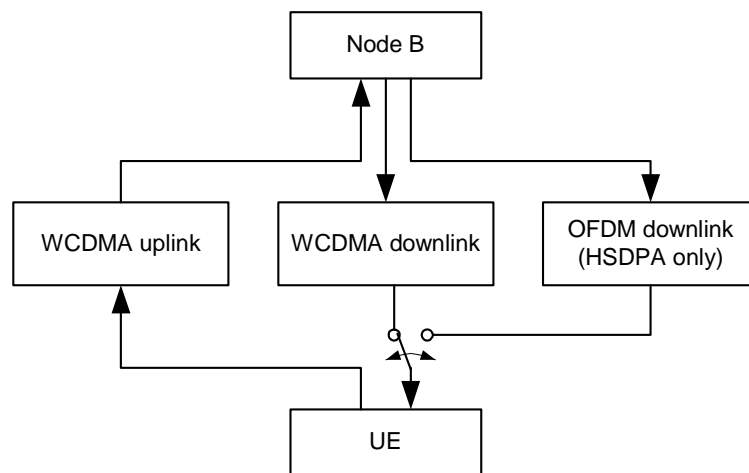 Node B
WCDMA uplink
WCDMA downlink
OFDM downlink
(HSDPA only)
UE